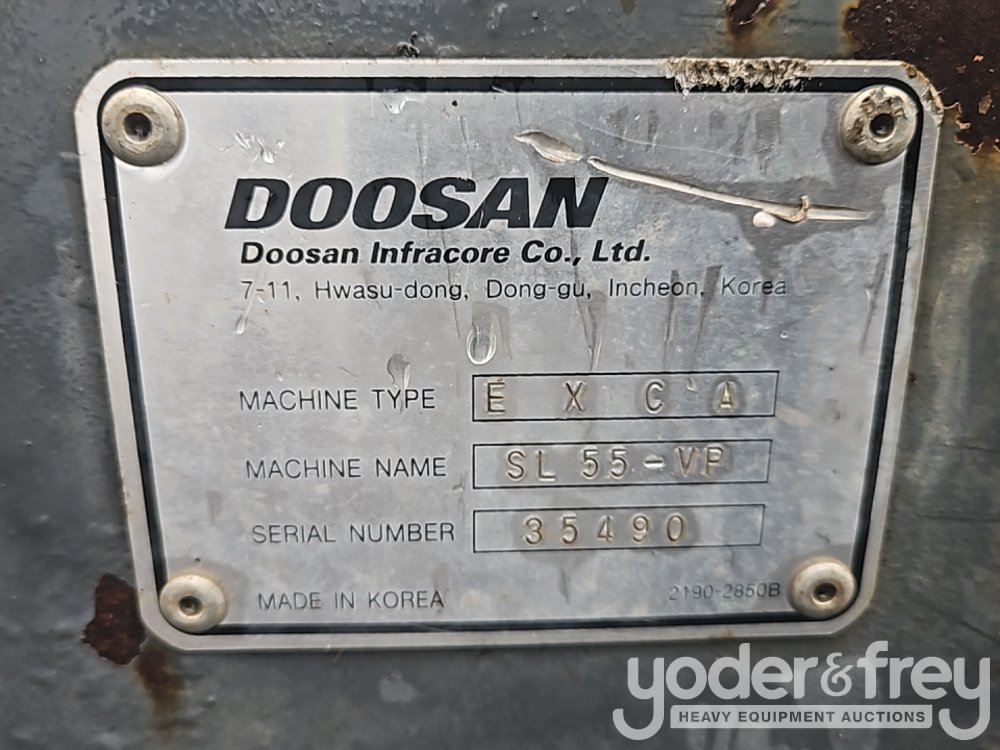 DOOSAN
Doosan Infracore Co., Ltd.
7-11, Hwasu-dong, Dong-gu, Incheon, Korea
MACHINE TYPE E X C A
MACHINE NAME SL 55-VP
SERIAL NUMBER 35490
MADE IN KOREA 2190-2850B
yoder&frey
HEAVY EQUIPMENT AUCTIONS